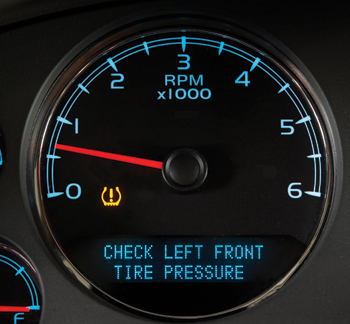 3
2
4
RPM
x1000
1
5
0
6
CHECK LEFT FRONT
TIRE PRESSURE
F